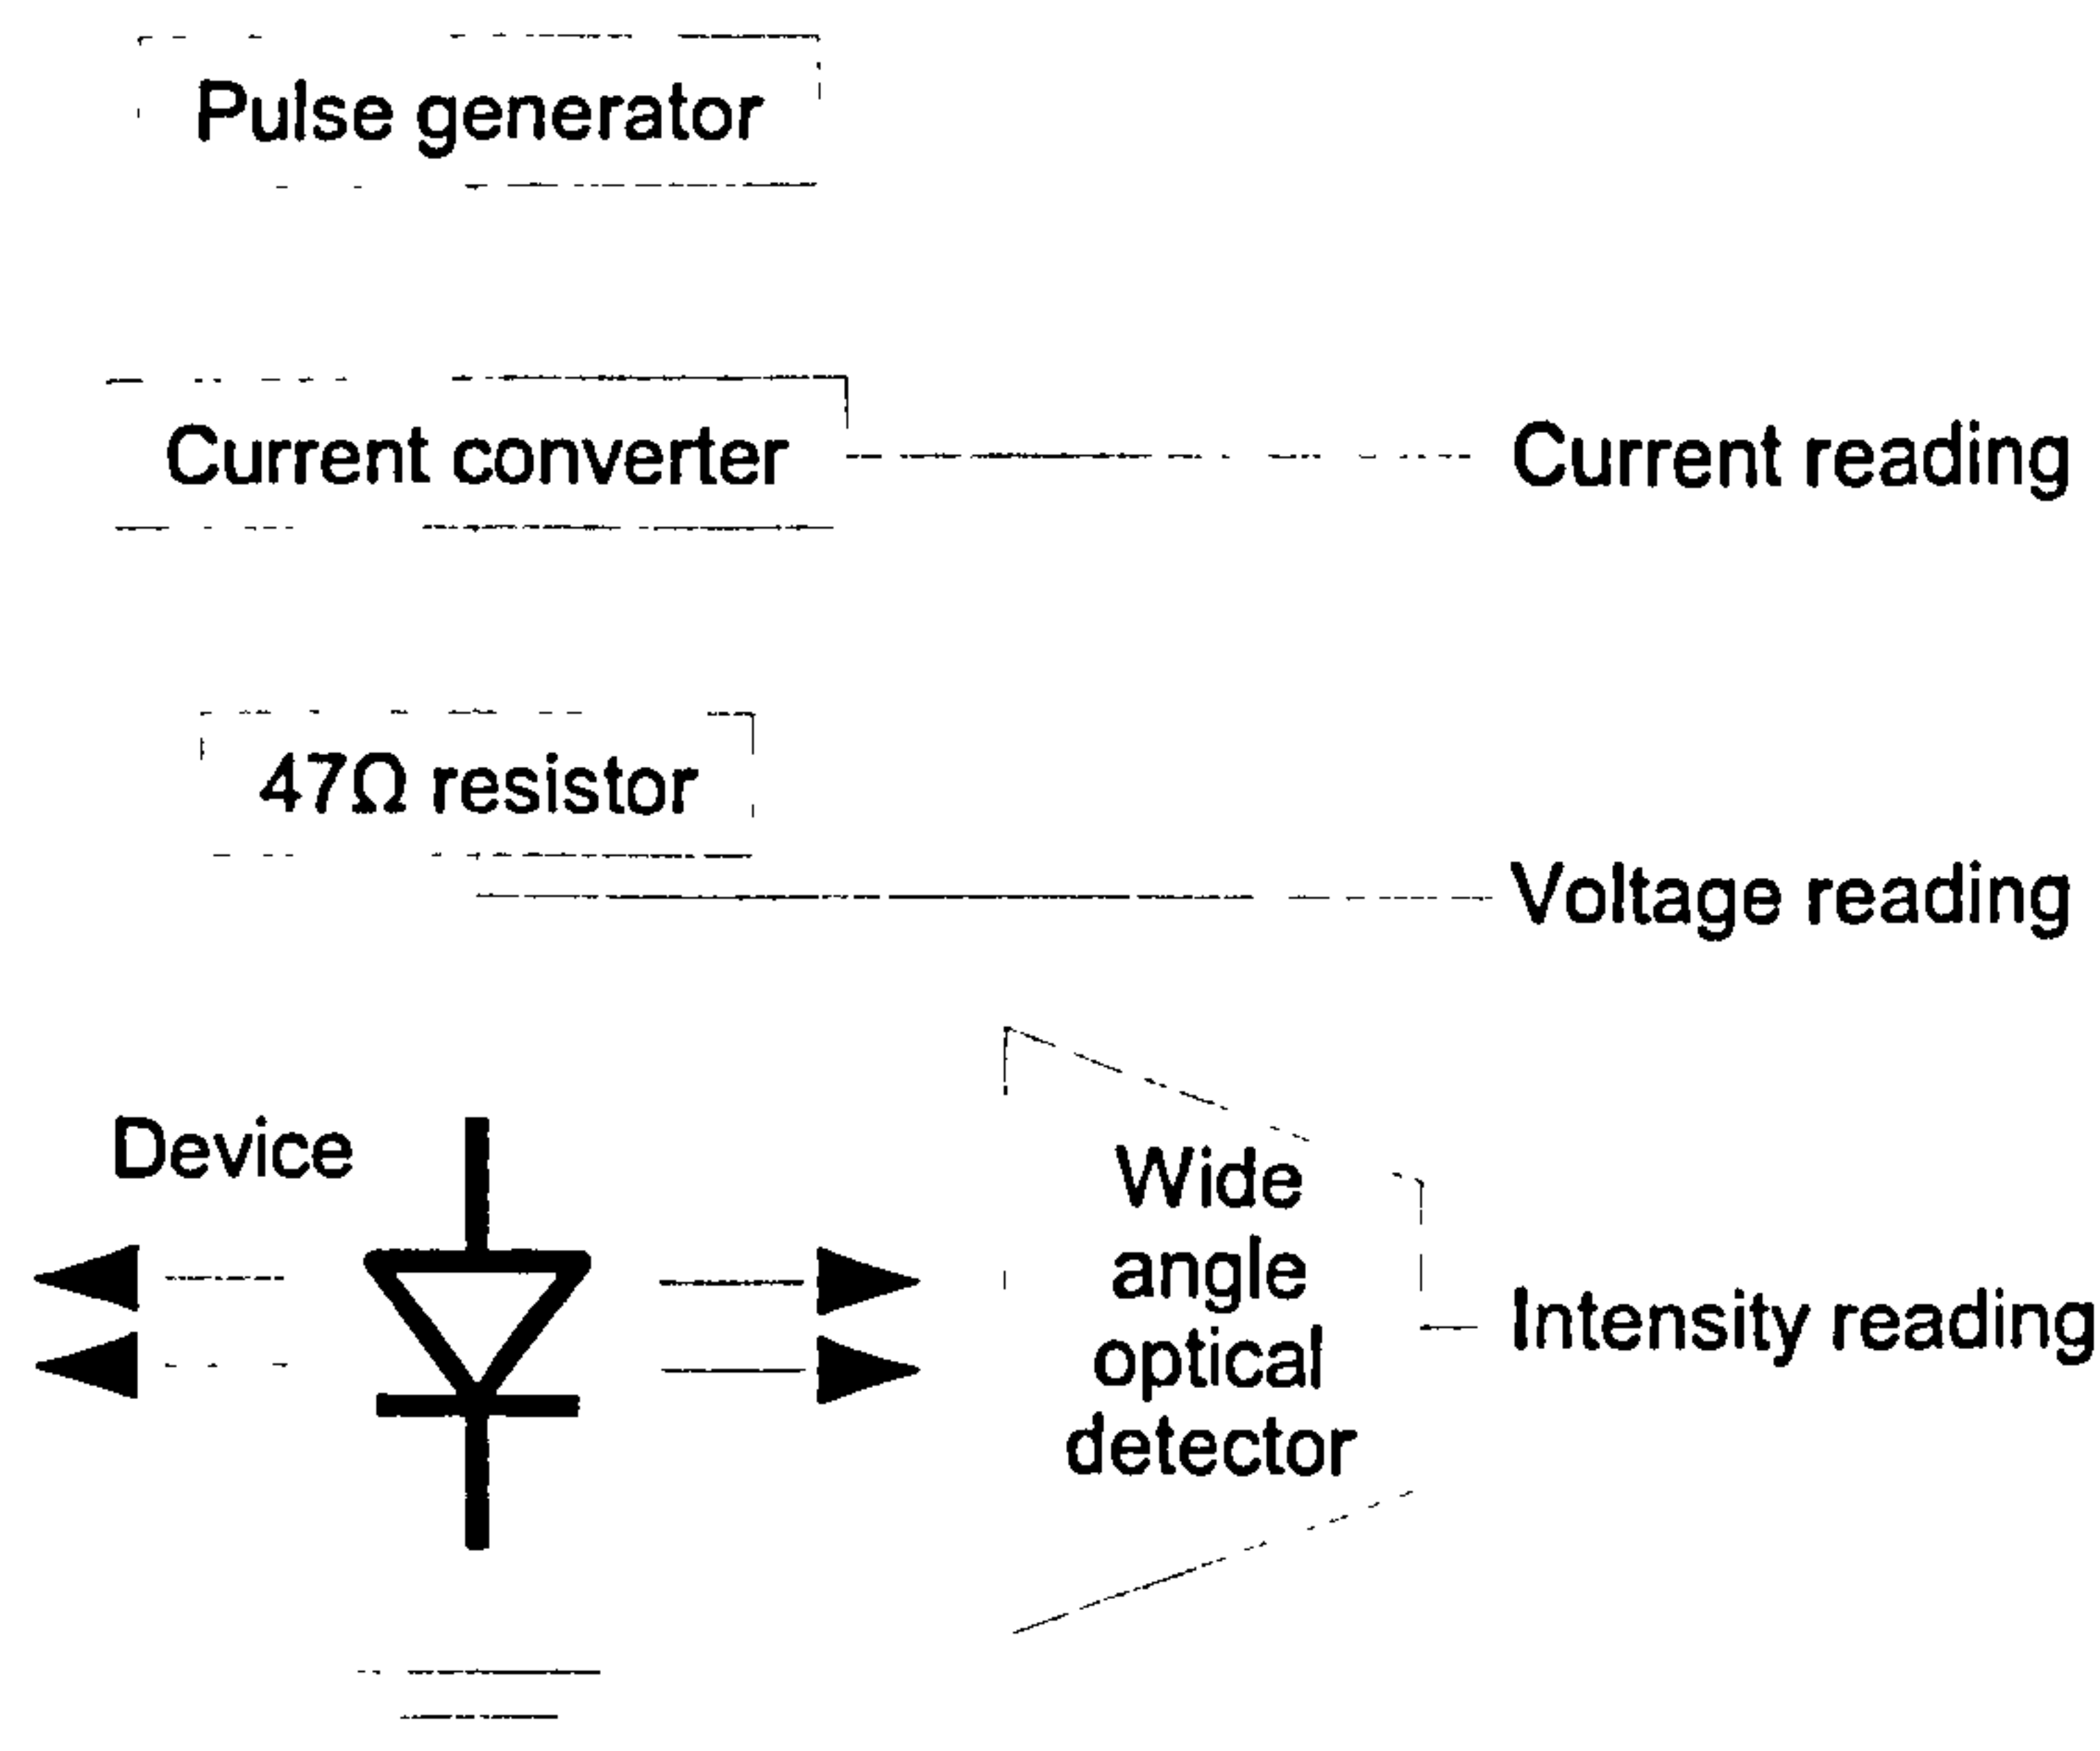 Pulse generator
Current converter
Current reading
47Ω resistor
Voltage reading
Device
Wide
angle
optical
detector
Intensity reading